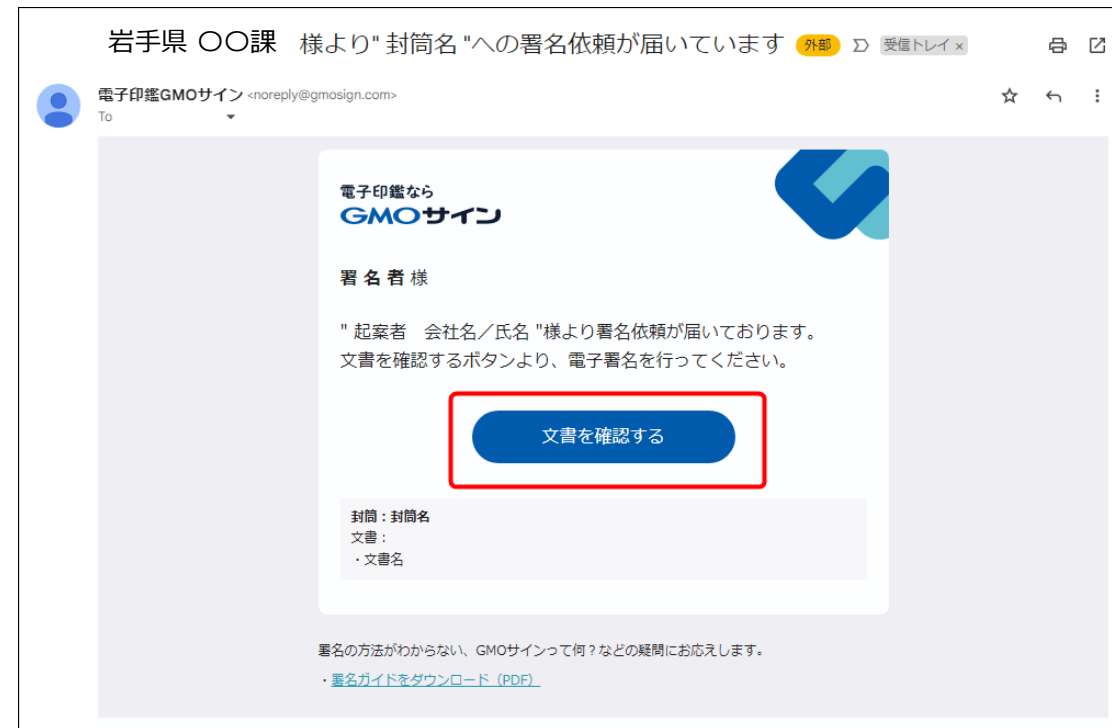 岩手県 〇〇課 様より"封筒名"への署名依頼が届いています 外部 受信トレイ ×
電子印鑑GMOサイン <noreply@gmosign.com>
To
電子印鑑なら
GMOサイン
署名者様
"起案者　会社名／氏名"様より署名依頼が届いております。
文書を確認するボタンより、電子署名を行ってください。
文書を確認する
封筒：封筒名
文書：
・文書名
署名の方法がわからない、GMOサインって何？などの疑問にお応えします。
・署名ガイドをダウンロード（PDF）